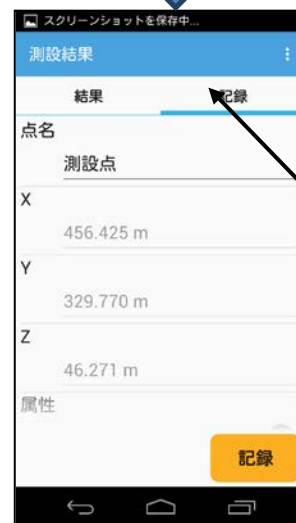 スクリーンショットを保存中...
測設結果
結果 記録
点名
測設点
X
456.425 m
Y
329.770 m
Z
46.271 m
属性
記録